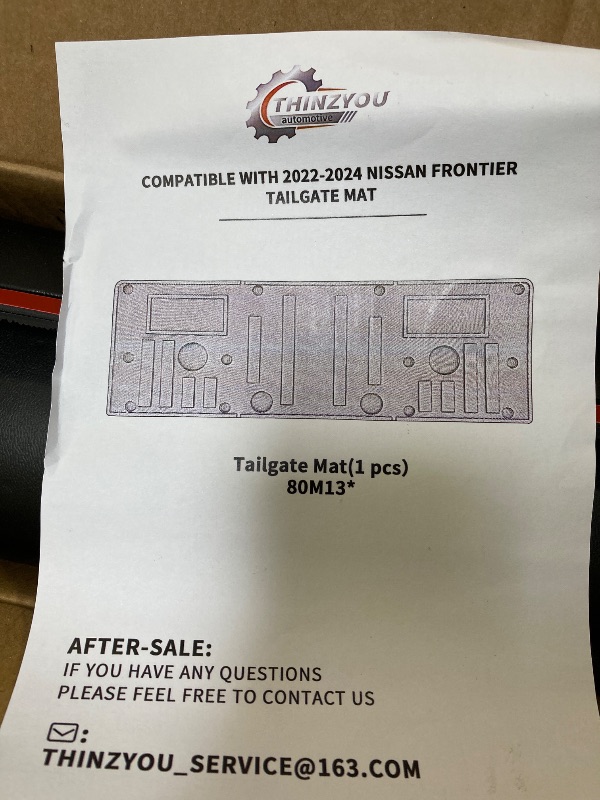 THINZYOU
automotive
COMPATIBLE WITH 2022-2024 NISSAN FRONTIER
TAILGATE MAT
Tailgate Mat(1 pcs)
80M13*
AFTER-SALE:
IF YOU HAVE ANY QUESTIONS
PLEASE FEEL FREE TO CONTACT US
:
THINZYOU_SERVICE@163.COM